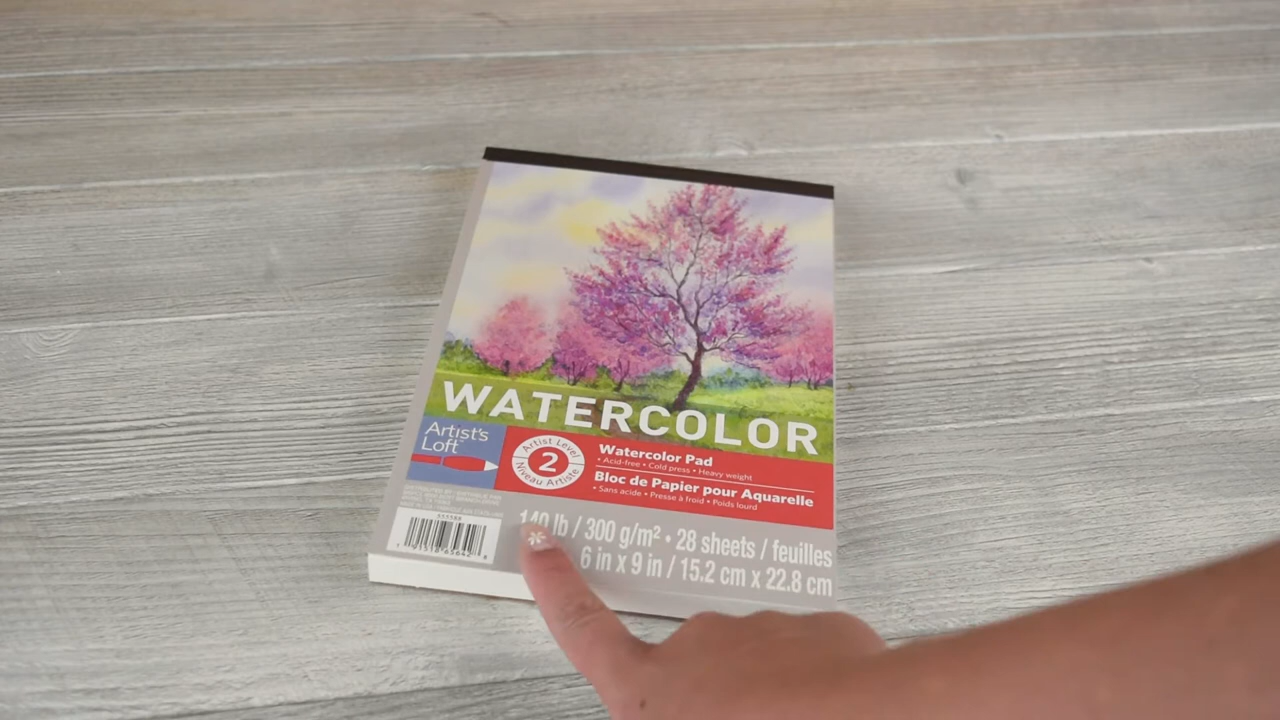 WATERCOLOR
Artist's
Loft™
Artist Level
2
Niveau Artiste
Watercolor Pad
• Acid-free • Cold press • Heavy weight
Bloc de Papier pour Aquarelle
• Sans acide • Presse à froid • Poids lourd
140 lb / 300 g/m² • 28 sheets / feuilles
6 in x 9 in / 15.2 cm x 22.8 cm